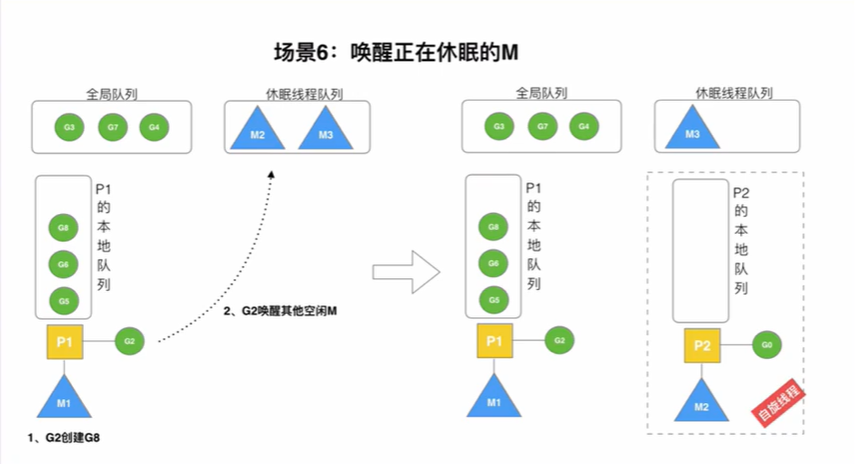 场景6：唤醒正在休眠的M
全局队列
休眠线程队列
G3
G7
G4
M2
M3
P1的本地队列
G8
G6
G5
P1
G2
M1
2、G2唤醒其他空闲M
1、G2创建G8
全局队列
休眠线程队列
G3
G7
G4
M3
P1的本地队列
G8
G6
G5
P1
G2
M1
P2的本地队列
P2
G0
M2
自旋线程